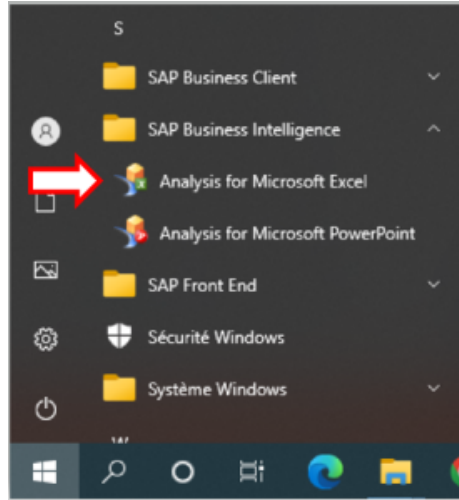 S
SAP Business Client
SAP Business Intelligence
Analysis for Microsoft Excel
Analysis for Microsoft PowerPoint
SAP Front End
Sécurité Windows
Système Windows